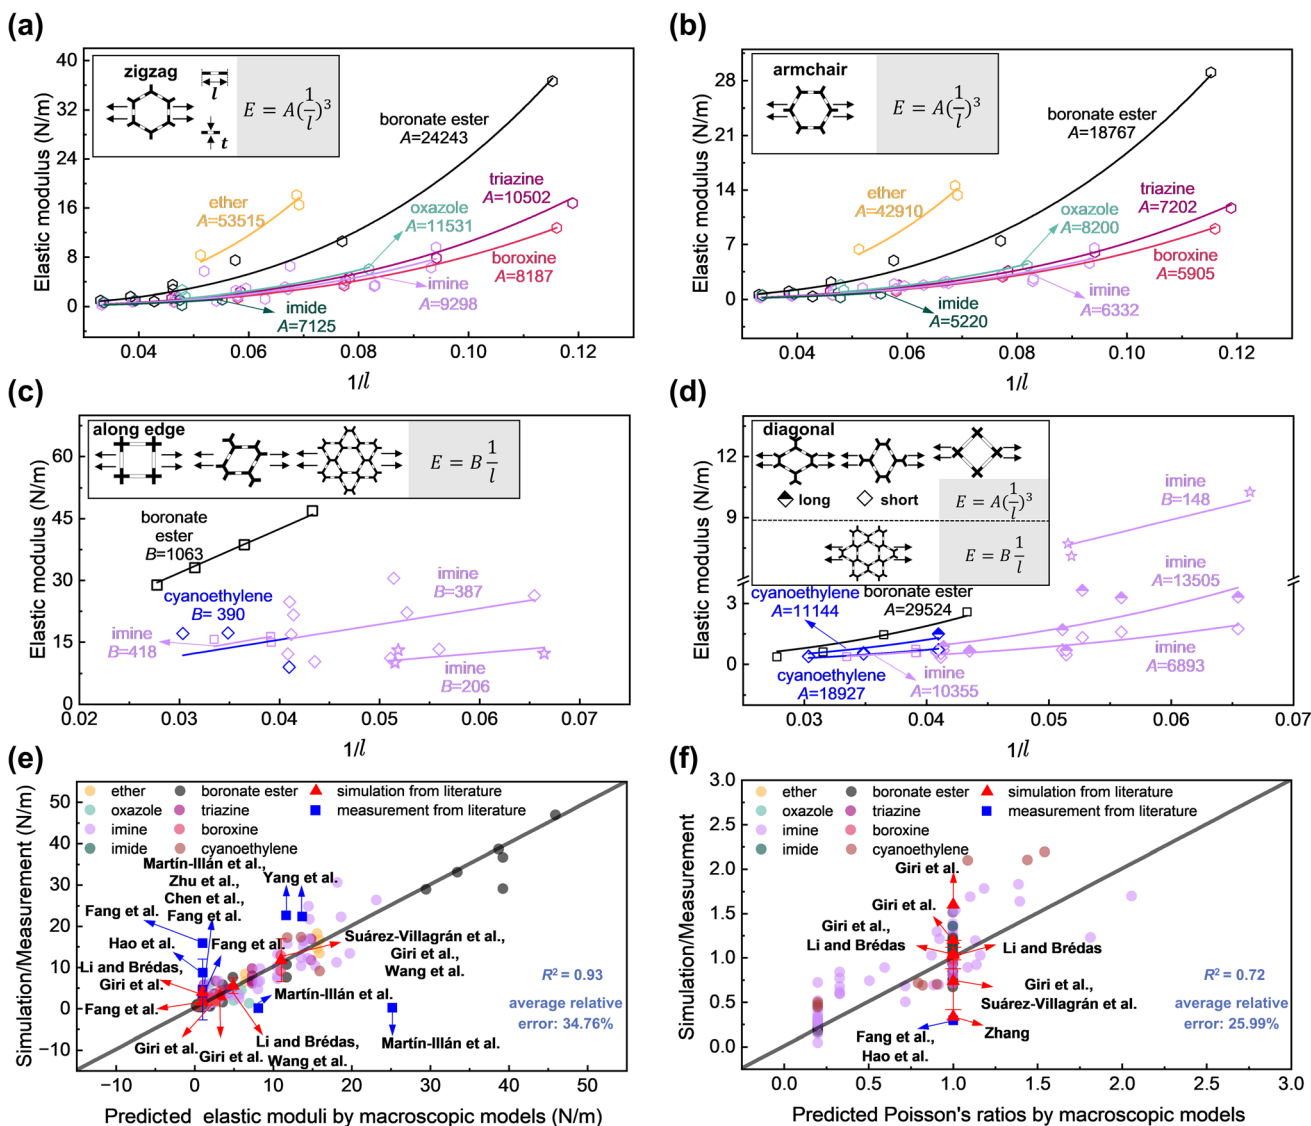 (a)
zigzag
l
t
E = A(1/l)³
Elastic modulus (N/m)
40
32
24
16
8
0
boronate ester
A=24243
ether
A=53515
triazine
A=10502
oxazole
A=11531
boroxine
A=8187
imine
A=9298
imide
A=7125
0.04
0.06
0.08
0.10
0.12
1/l
(b)
armchair
E = A(1/l)³
Elastic modulus (N/m)
28
21
14
7
0
boronate ester
A=18767
ether
A=42910
triazine
A=7202
oxazole
A=8200
boroxine
A=5905
imine
A=6332
imide
A=5220
0.04
0.06
0.08
0.10
0.12
1/l
(c)
along edge
E = B 1/l
Elastic modulus (N/m)
60
45
30
15
0
boronate
ester
B=1063
cyanoethylene
B= 390
imine
B=387
imine
B=418
imine
B=206
0.02
0.03
0.04
0.05
0.06
0.07
1/l
(d)
diagonal
long
short
E = A(1/l)³
E = B 1/l
Elastic modulus (N/m)
12
9
3
0
imine
B=148
imine
A=13505
cyanoethylene
A=11144
boronate ester
A=29524
cyanoethylene
A=18927
imine
A=10355
imine
A=6893
0.03
0.04
0.05
0.06
0.07
1/l
(e)
Simulation/Measurement (N/m)
50
40
30
20
10
0
−10
ether
boronate ester
simulation from literature
oxazole
triazine
measurement from literature
imine
boroxine
imide
cyanoethylene
Martín-Illán et al.,
Zhu et al.,
Chen et al.,
Fang et al.
Yang et al.
Fang et al.
Hao et al.
Fang et al.
Li and Brédas,
Giri et al.
Fang et al.
Suárez-Villagrán et al.,
Giri et al.,
Wang et al.
Martín-Illán et al.
Giri et al.
Giri et al.
Li and Brédas,
Wang et al.
Martín-Illán et al.
R² = 0.93
average relative
error: 34.76%
−10
0
10
20
30
40
50
Predicted elastic moduli by macroscopic models (N/m)
(f)
Simulation/Measurement
3.0
2.5
2.0
1.5
1.0
0.5
0.0
ether
boronate ester
simulation from literature
oxazole
triazine
measurement from literature
imine
boroxine
imide
cyanoethylene
Giri et al.
Giri et al.
Giri et al.,
Li and Brédas
Li and Brédas
Giri et al.,
Suárez-Villagrán et al.
Zhang
Fang et al.,
Hao et al.
R² = 0.72
average relative
error: 25.99%
0.0
0.5
1.0
1.5
2.0
2.5
3.0
Predicted Poisson's ratios by macroscopic models